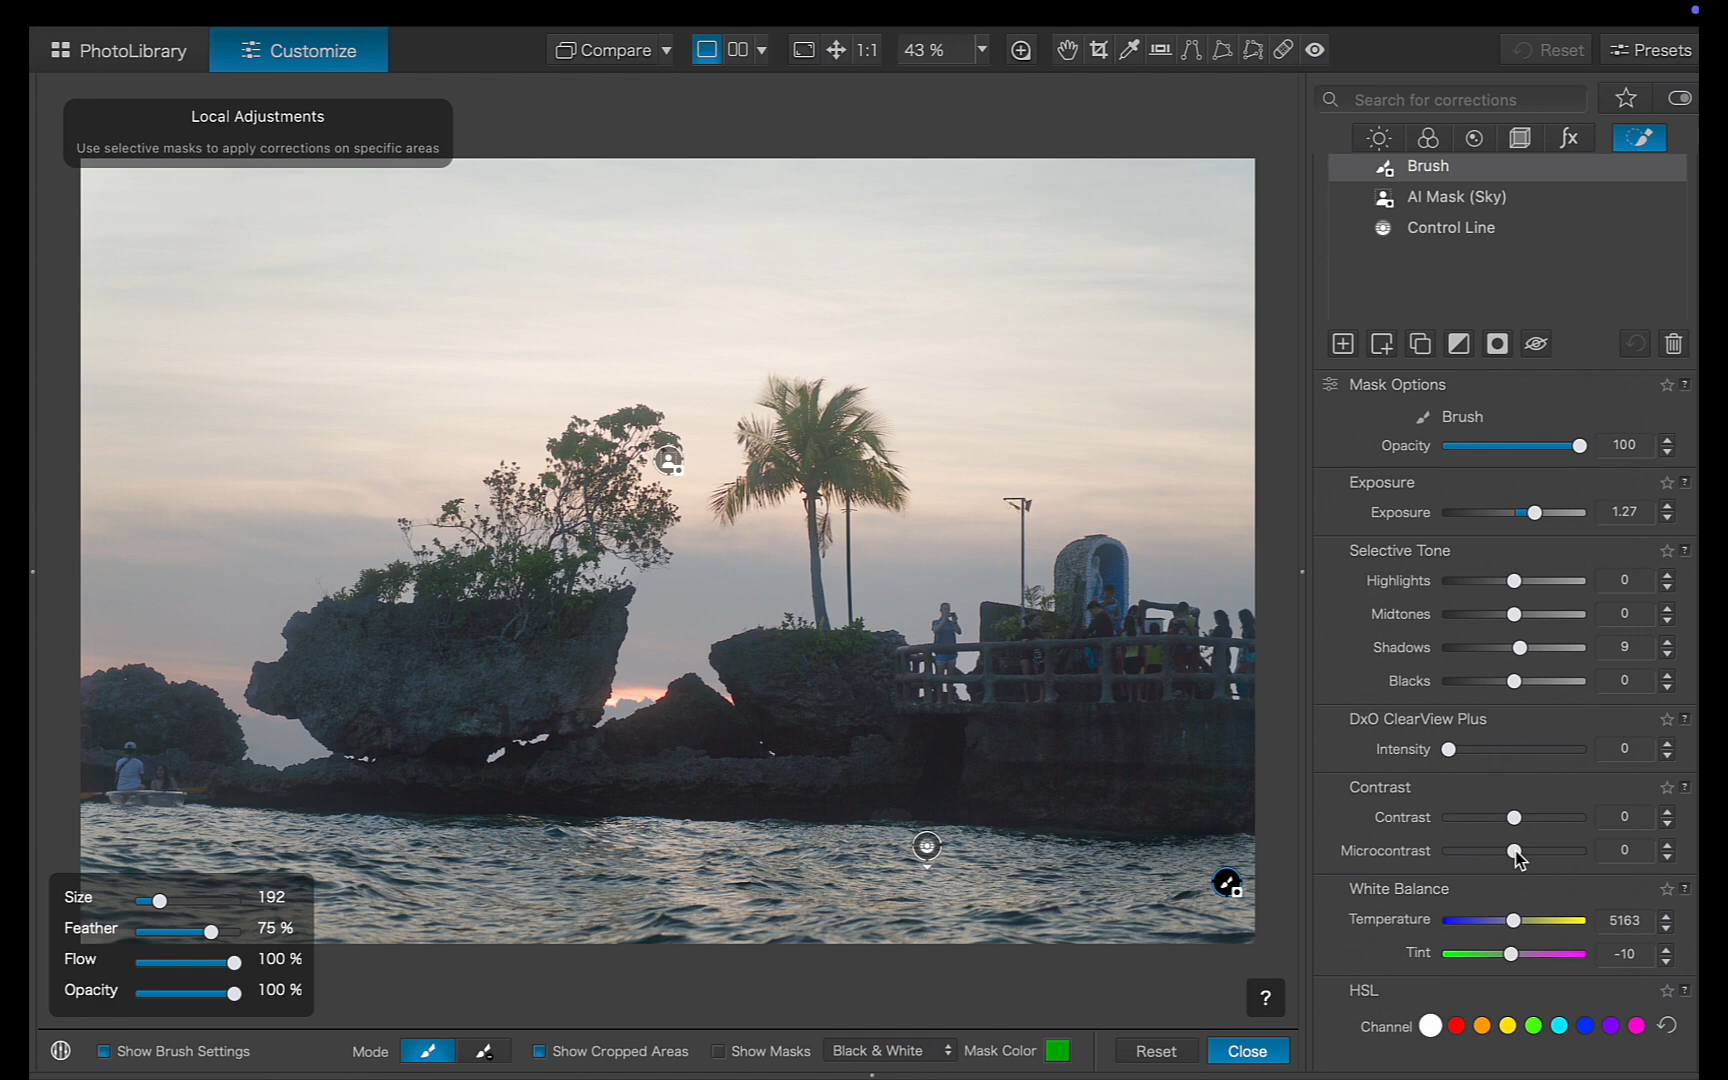 PhotoLibrary
Customize
Compare
1:1
43 %
Reset
Presets
Search for corrections
fx
Local Adjustments
Use selective masks to apply corrections on specific areas
Brush
AI Mask (Sky)
Control Line
Mask Options
?
Brush
Opacity
100
Exposure
?
Exposure
1.27
Selective Tone
?
Highlights
0
Midtones
0
Shadows
9
Blacks
0
DxO ClearView Plus
?
Intensity
0
Contrast
?
Contrast
0
Microcontrast
0
White Balance
?
Temperature
5163
Tint
-10
HSL
?
Channel
Size
192
Feather
75 %
Flow
100 %
Opacity
100 %
?
Show Brush Settings
Mode
Show Cropped Areas
Show Masks
Black & White
Mask Color
Reset
Close